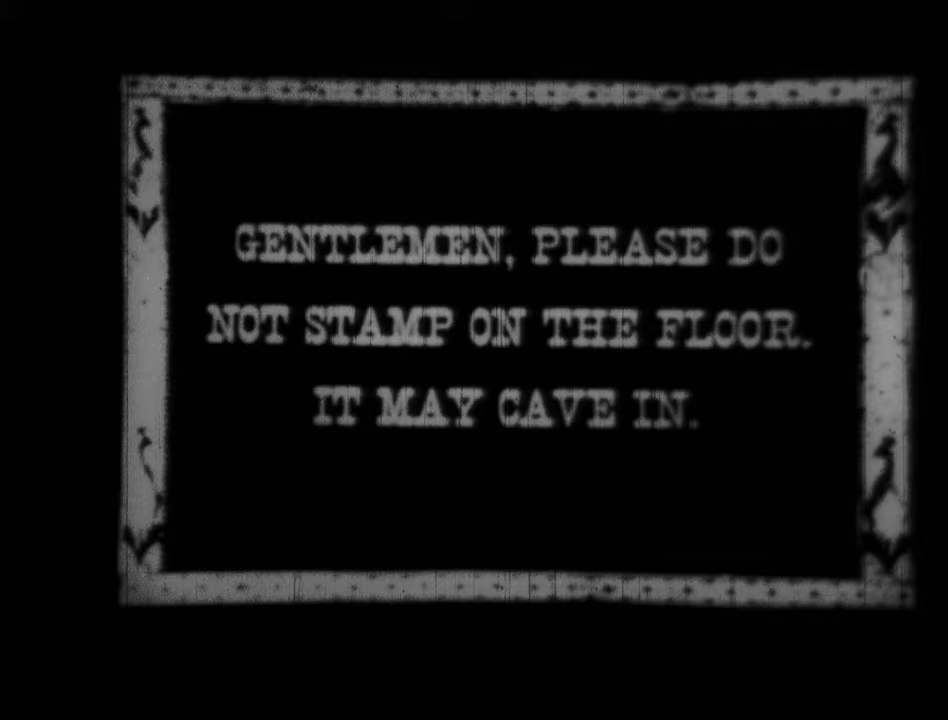 GENTLEMEN, PLEASE DO
NOT STAMP ON THE FLOOR.
IT MAY CAVE IN.